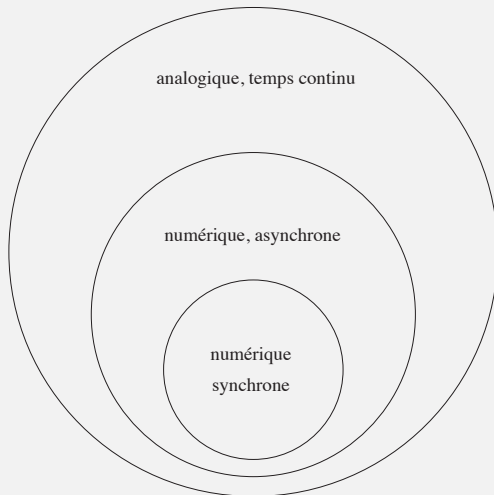 analogique, temps continu
numérique, asynchrone
numérique
synchrone